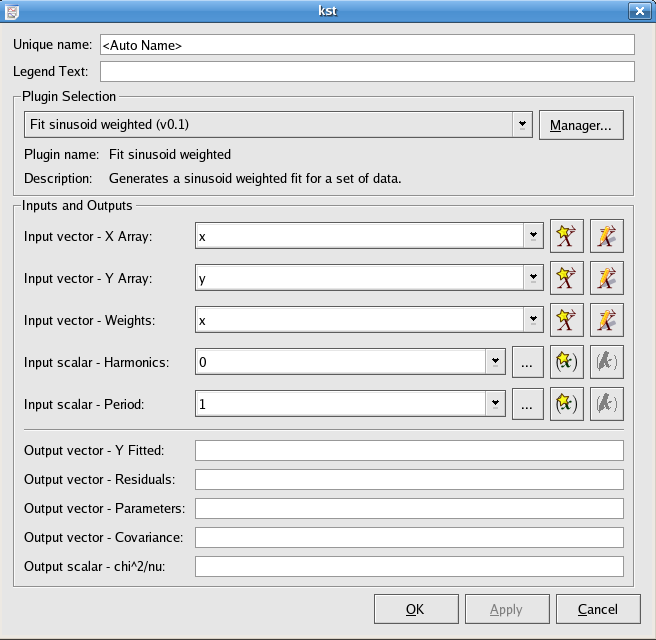 kst
Unique name: <Auto Name>
Legend Text:
Plugin Selection
Fit sinusoid weighted (v0.1) Manager...
Plugin name: Fit sinusoid weighted
Description: Generates a sinusoid weighted fit for a set of data.
Inputs and Outputs
Input vector - X Array: x
Input vector - Y Array: y
Input vector - Weights: x
Input scalar - Harmonics: 0 ... (x)
Input scalar - Period: 1 ... (x)
Output vector - Y Fitted:
Output vector - Residuals:
Output vector - Parameters:
Output vector - Covariance:
Output scalar - chi^2/nu:
OK Apply Cancel